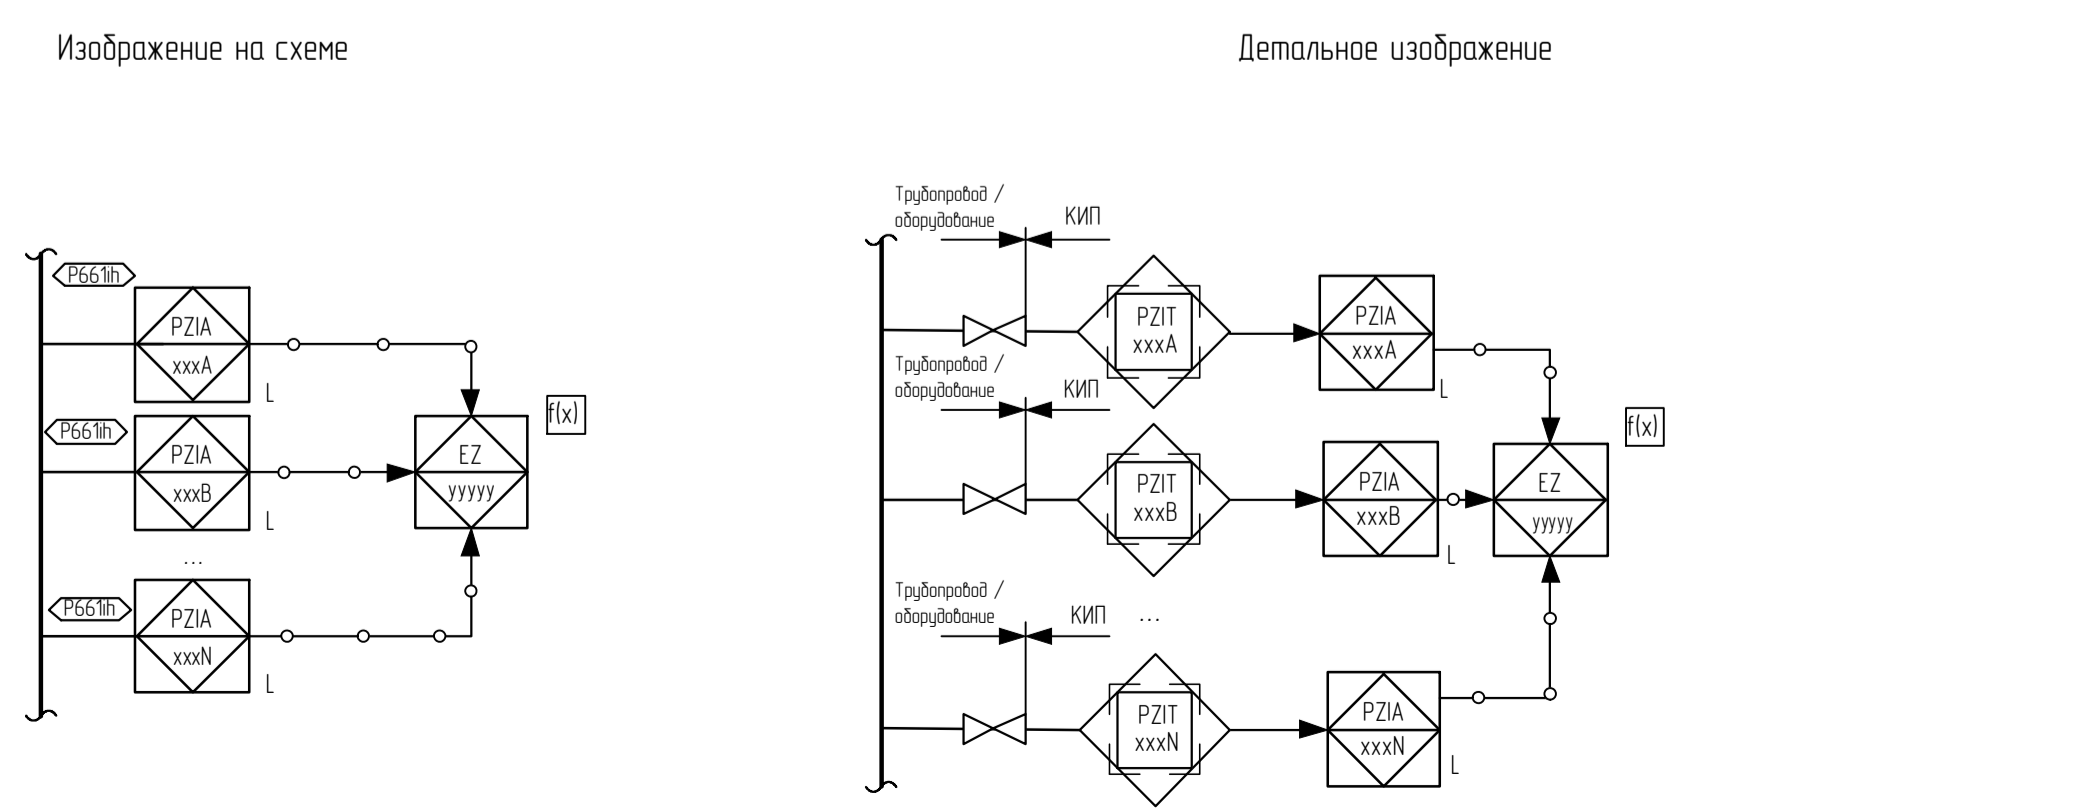 Изображение на схеме
Детальное изображение
P661ih
PZIA
xxxA
L
P661ih
PZIA
xxxB
L
...
P661ih
PZIA
xxxN
L
EZ
yyyyy
f(x)
Трубопровод /
оборудование
КИП
PZIT
xxxA
PZIA
xxxA
L
Трубопровод /
оборудование
КИП
PZIT
xxxB
PZIA
xxxB
L
EZ
yyyyy
f(x)
Трубопровод /
оборудование
КИП
...
PZIT
xxxN
PZIA
xxxN
L